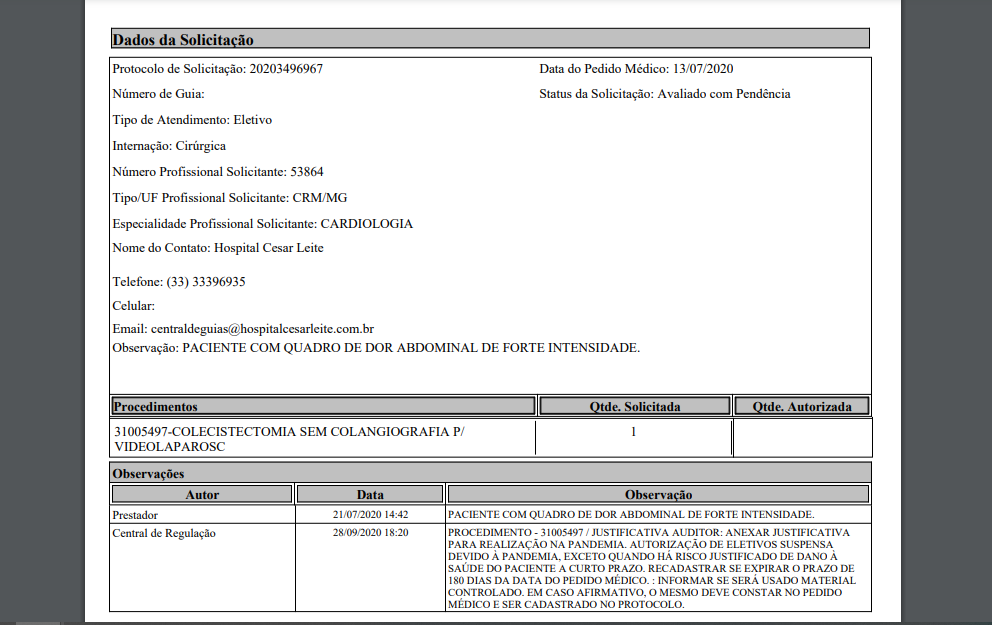 Dados da Solicitação
Protocolo de Solicitação: 20203496967
Data do Pedido Médico: 13/07/2020
Número de Guia:
Status da Solicitação: Avaliado com Pendência
Tipo de Atendimento: Eletivo
Internação: Cirúrgica
Número Profissional Solicitante: 53864
Tipo/UF Profissional Solicitante: CRM/MG
Especialidade Profissional Solicitante: CARDIOLOGIA
Nome do Contato: Hospital Cesar Leite
Telefone: (33) 33396935
Celular:
Email: centraldeguias@hospitalcesarleite.com.br
Observação: PACIENTE COM QUADRO DE DOR ABDOMINAL DE FORTE INTENSIDADE.
Procedimentos
Qtde. Solicitada
Qtde. Autorizada
31005497-COLECISTECTOMIA SEM COLANGIOGRAFIA P/
VIDEOLAPAROSC
1
Observações
Autor
Data
Observação
Prestador
21/07/2020 14:42
PACIENTE COM QUADRO DE DOR ABDOMINAL DE FORTE INTENSIDADE.
Central de Regulação
28/09/2020 18:20
PROCEDIMENTO - 31005497 / JUSTIFICATIVA AUDITOR: ANEXAR JUSTIFICATIVA
PARA REALIZAÇÃO NA PANDEMIA. AUTORIZAÇÃO DE ELETIVOS SUSPENSA
DEVIDO À PANDEMIA, EXCETO QUANDO HÁ RISCO JUSTIFICADO DE DANO À
SAÚDE DO PACIENTE A CURTO PRAZO. RECADASTRAR SE EXPIRAR O PRAZO DE
180 DIAS DA DATA DO PEDIDO MÉDICO. : INFORMAR SE SERÁ USADO MATERIAL
CONTROLADO. EM CASO AFIRMATIVO, O MESMO DEVE CONSTAR NO PEDIDO
MÉDICO E SER CADASTRADO NO PROTOCOLO.